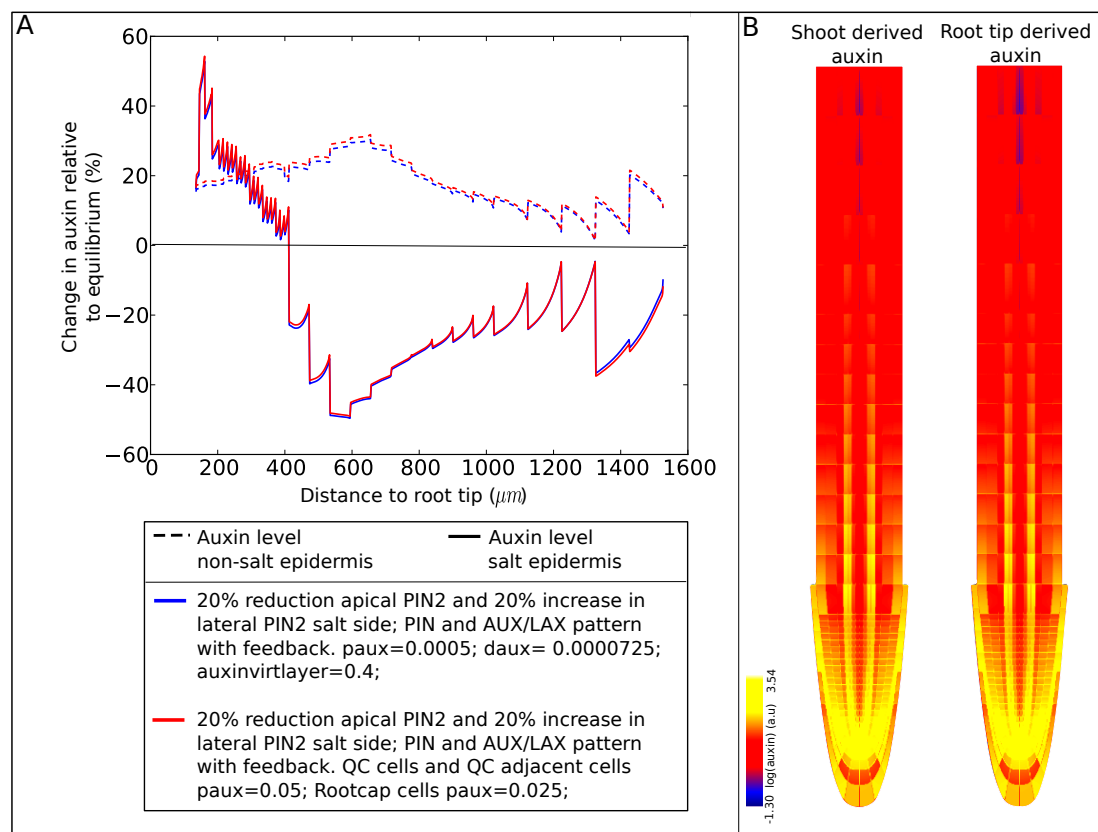 A
60
40
20
0
−20
−40
−60
Change in auxin relative
to equilibrium (%)
0
200
400
600
800
1000
1200
1400
1600
Distance to root tip (μm)
Auxin level
non-salt epidermis
Auxin level
salt epidermis
20% reduction apical PIN2 and 20% increase in
lateral PIN2 salt side; PIN and AUX/LAX pattern
with feedback. paux=0.0005; daux= 0.0000725;
auxinvirtlayer=0.4;
20% reduction apical PIN2 and 20% increase in
lateral PIN2 salt side; PIN and AUX/LAX pattern
with feedback. QC cells and QC adjacent cells
paux=0.05; Rootcap cells paux=0.025;
B
Shoot derived
auxin
Root tip derived
auxin
-1.30 log(auxin) (a.u) 3.54